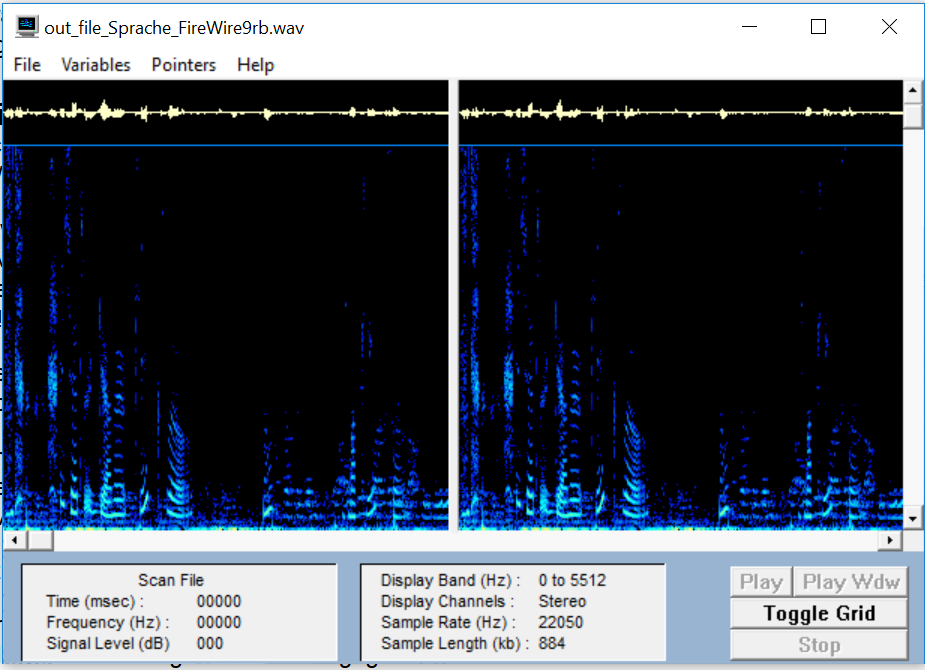 out_file_Sprache_FireWire9rb.wav
File Variables Pointers Help
Scan File
Time (msec) : 00000
Frequency (Hz) : 00000
Signal Level (dB) 000
Display Band (Hz) : 0 to 5512
Display Channels : Stereo
Sample Rate (Hz) : 22050
Sample Length (kb) : 884
Play Play Wdw
Toggle Grid
Stop